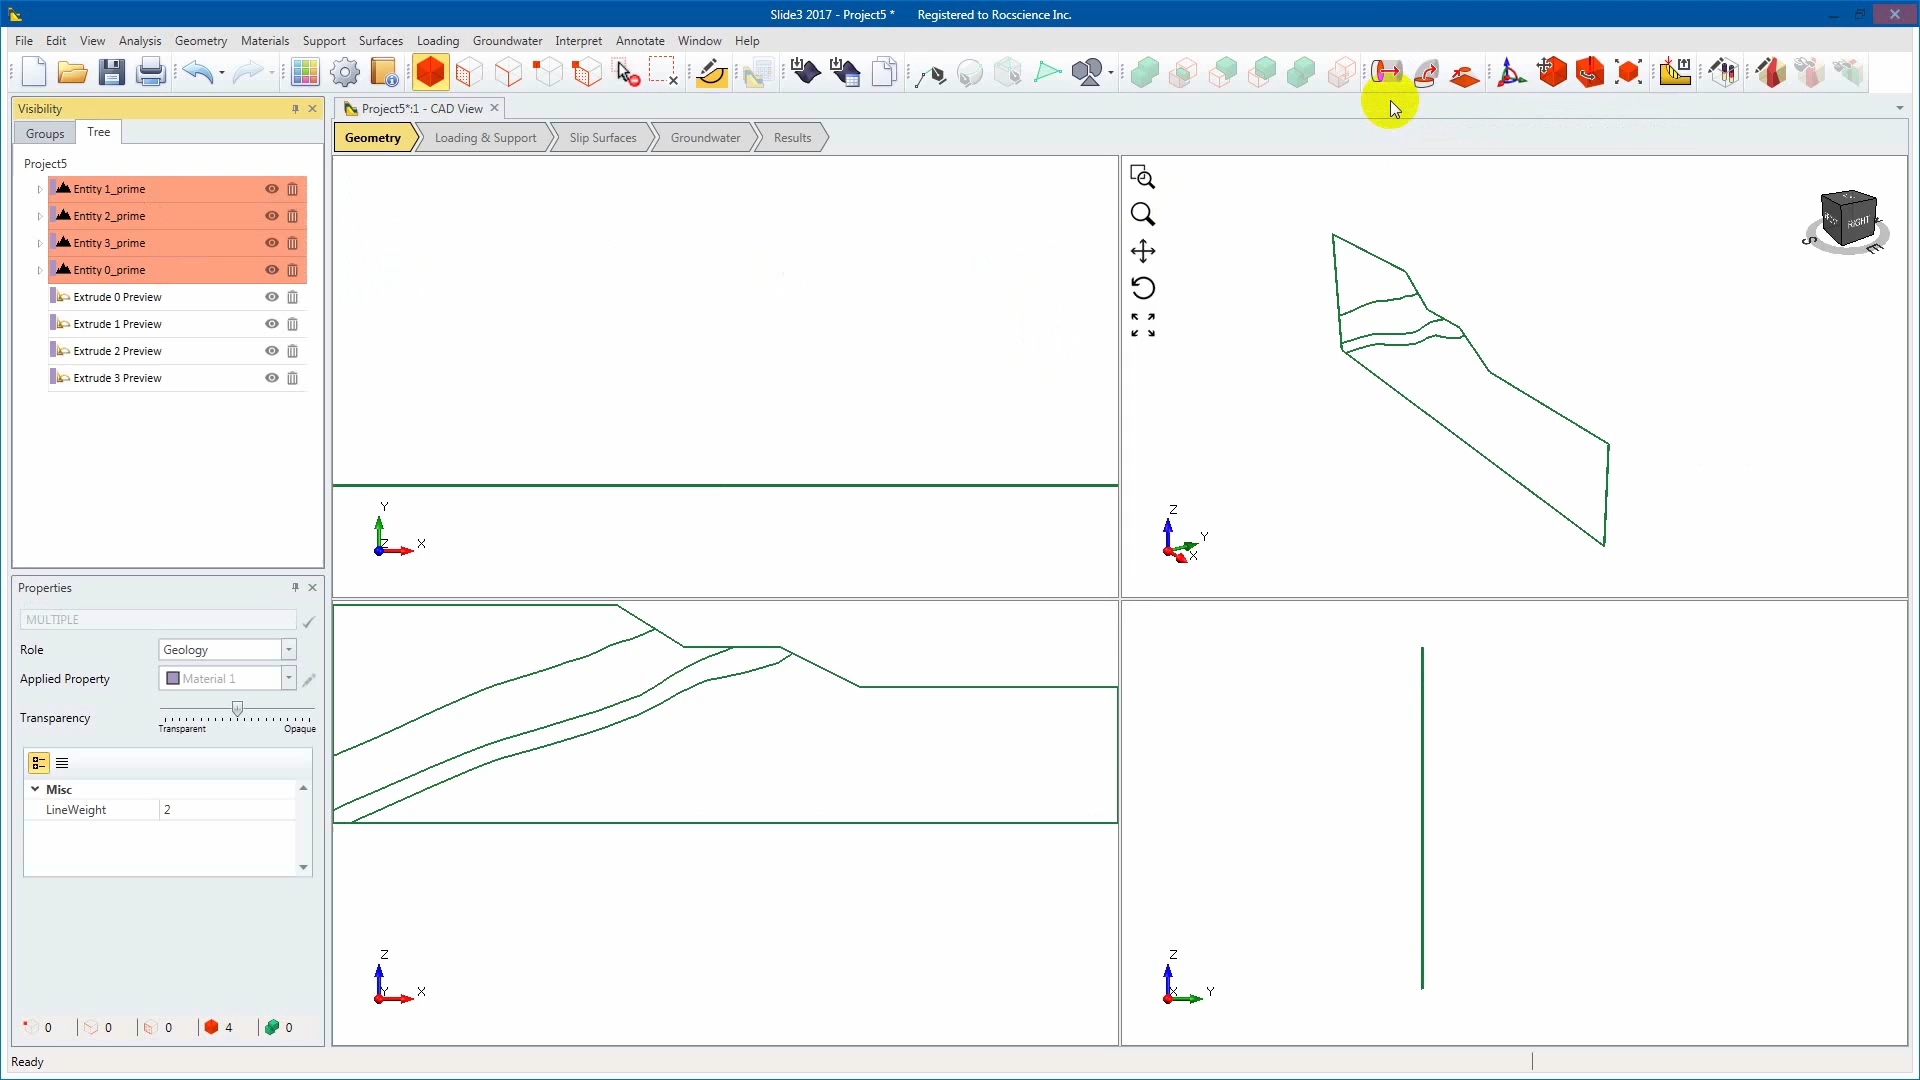 Slide3 2017 - Project5 * Registered to Rocscience Inc.
File Edit View Analysis Geometry Materials Support Surfaces Loading Groundwater Interpret Annotate Window Help
Visibility
Project5*:1 - CAD View
Groups Tree
Geometry Loading & Support Slip Surfaces Groundwater Results
Project5
Entity 1_prime
Entity 2_prime
Entity 3_prime
Entity 0_prime
Extrude 0 Preview
Extrude 1 Preview
Extrude 2 Preview
Extrude 3 Preview
RIGHT
S E
Y
Z X
Z
Y
X
Properties
MULTIPLE
Role Geology
Applied Property Material 1
Transparency
Transparent Opaque
Misc
LineWeight 2
Z
Y X
Z
X Y
0 0 0 4 0
Ready